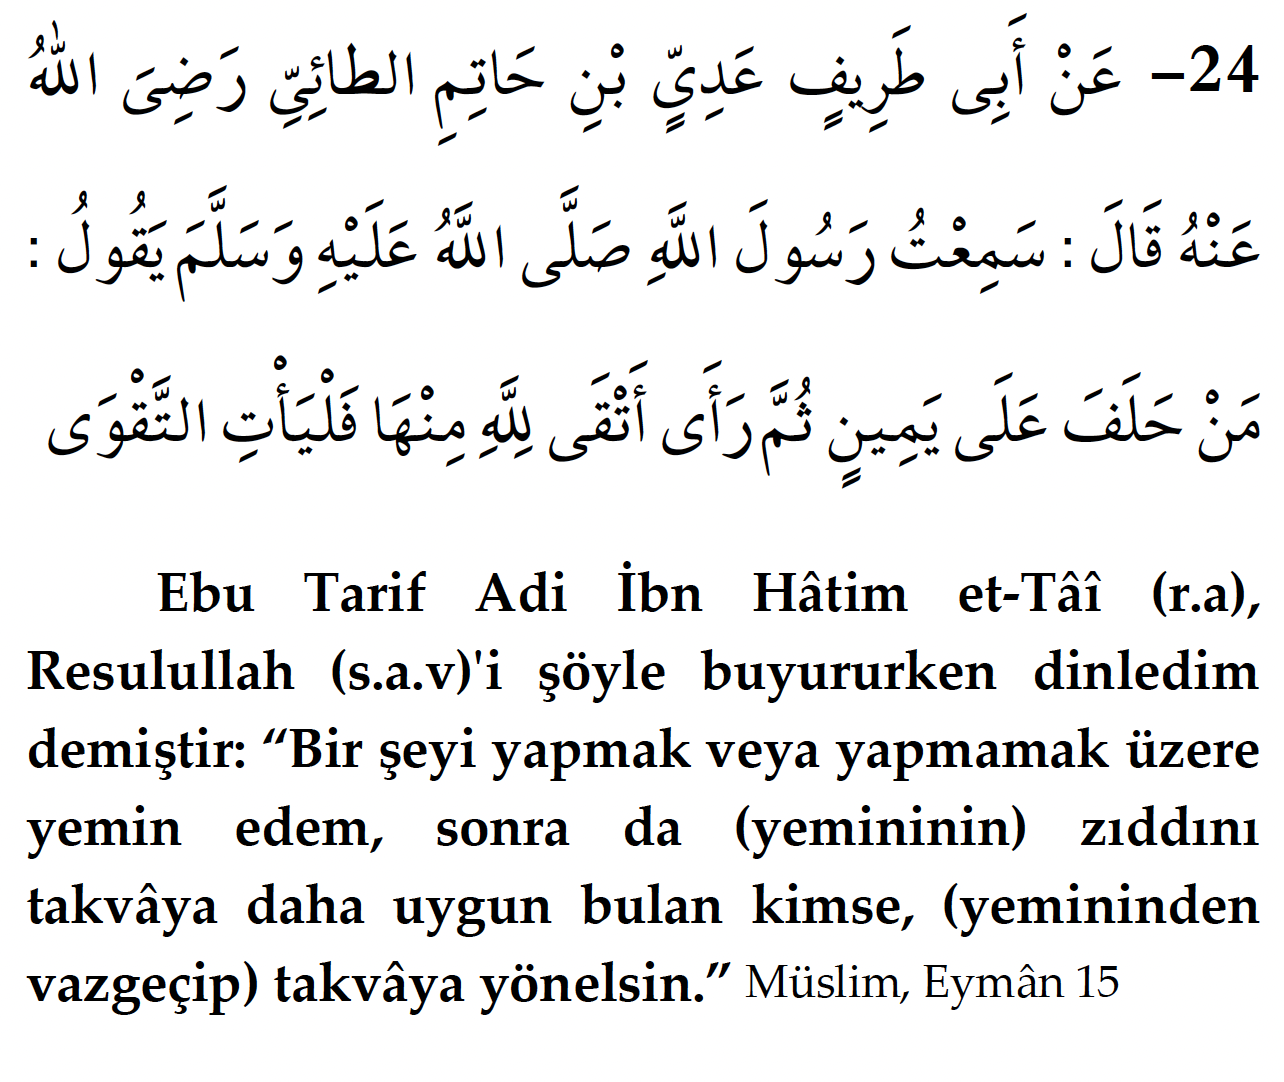 24– عَنْ أَبِى طَرِيفٍ عَدِيٍّ بْنِ حَاتِمِ الطائِيِّ رَضِىَ اللهُ
عَنْهُ قَالَ : سَمِعْتُ رَسُولَ اللَّهِ صَلَّى اللَّهُ عَلَيْهِ وَسَلَّمَ يَقُولُ :
مَنْ حَلَفَ عَلَى يَمِينٍ ثُمَّ رَأَى أَتْقَى لِلَّهِ مِنْهَا فَلْيَأْتِ التَّقْوَى
Ebu Tarif Adi İbn Hâtim et-Tâî (r.a),
Resulullah (s.a.v)'i şöyle buyururken dinledim
demiştir: “Bir şeyi yapmak veya yapmamak üzere
yemin edem, sonra da (yemininin) zıddını
takvâya daha uygun bulan kimse, (yemininden
vazgeçip) takvâya yönelsin.” Müslim, Eymân 15